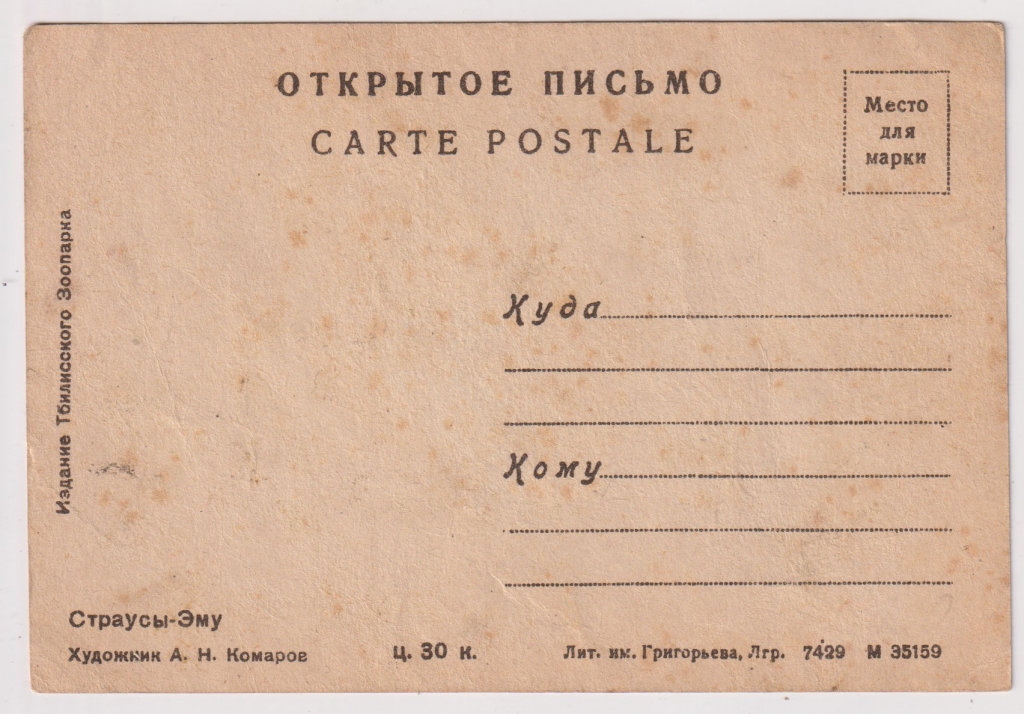 ОТКРЫТОЕ ПИСЬМО
CARTE POSTALE
Место
для
марки
Издание Тбилисского Зоопарка
Куда
Кому
Страусы-Эму
Художник А. Н. Комаров ц. 30 к. Лит. им. Григорьева, Лгр. 7429 М 35159